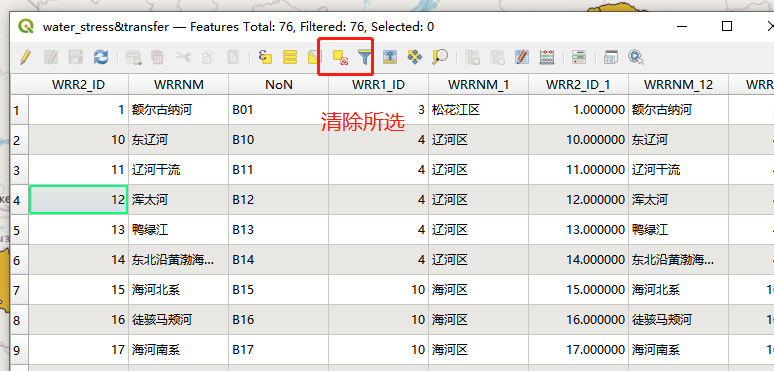 water_stress&transfer — Features Total: 76, Filtered: 76, Selected: 0
WRR2_ID WRRNM NoN WRR1_ID WRRNM_1 WRR2_ID_1 WRRNM_12
1 1 额尔古纳河 B01 3 松花江区 1.000000 额尔古纳河
清除所选
2 10 东辽河 B10 4 辽河区 10.000000 东辽河
3 11 辽河干流 B11 4 辽河区 11.000000 辽河干流
4 12 浑太河 B12 4 辽河区 12.000000 浑太河
5 13 鸭绿江 B13 4 辽河区 13.000000 鸭绿江
6 14 东北沿黄渤海... B14 4 辽河区 14.000000 东北沿黄渤海...
7 15 海河北系 B15 10 海河区 15.000000 海河北系
8 16 徒骇马颊河 B16 10 海河区 16.000000 徒骇马颊河
9 17 海河南系 B17 10 海河区 17.000000 海河南系